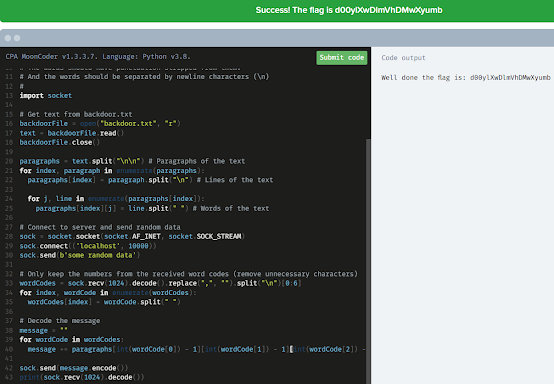 Success! The flag is d00ylXwDlmVhDMwXyumb
CPA MoonCoder v1.3.3.7. Language: Python v3.8.
Submit code
Code output
Well done the flag is: d00ylXwDlmVhDMwXyumb
11 # And the words should be separated by newline characters (\n)
12 #
13 import socket
14
15 # Get text from backdoor.txt
16 backdoorFile = open("backdoor.txt", "r")
17 text = backdoorFile.read()
18 backdoorFile.close()
19
20 paragraphs = text.split("\n\n") # Paragraphs of the text
21 for index, paragraph in enumerate(paragraphs):
22 paragraphs[index] = paragraph.split("\n") # Lines of the text
23
24 for j, line in enumerate(paragraphs[index]):
25 paragraphs[index][j] = line.split(" ") # Words of the text
26
27 # Connect to server and send random data
28 sock = socket.socket(socket.AF_INET, socket.SOCK_STREAM)
29 sock.connect(('localhost', 10000))
30 sock.send(b'some random data')
31
32 # Only keep the numbers from the received word codes (remove unnecessary characters)
33 wordCodes = sock.recv(1024).decode().replace(",", "").split("\n")[0:6]
34 for index, wordCode in enumerate(wordCodes):
35 wordCodes[index] = wordCode.split(" ")
36
37 # Decode the message
38 message = ""
39 for wordCode in wordCodes:
40 message += paragraphs[int(wordCode[0]) - 1][int(wordCode[1]) - 1][int(wordCode[2]) -
41
42 sock.send(message.encode())
43 print(sock.recv(1024).decode())